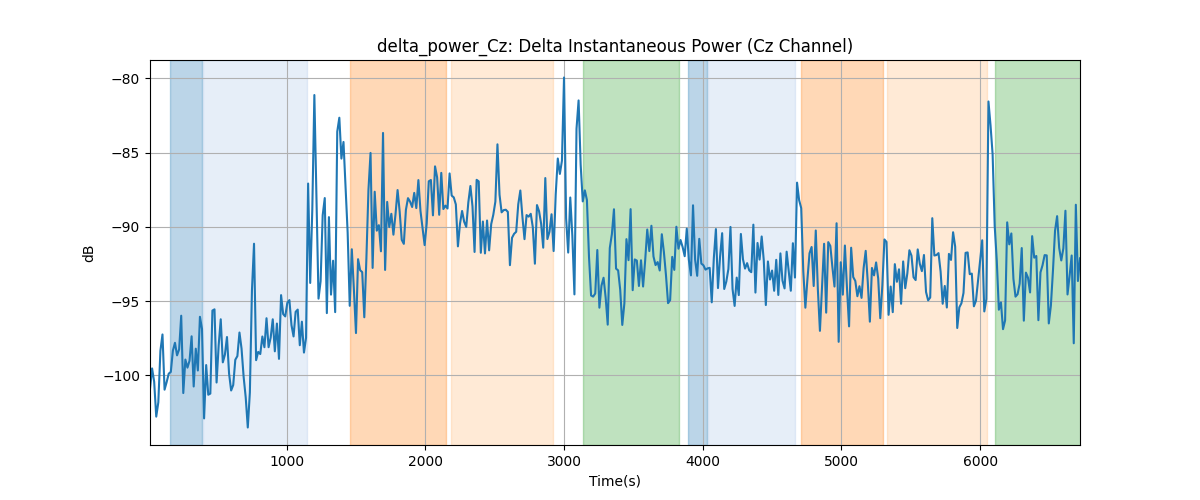 delta_power_Cz: Delta Instantaneous Power (Cz Channel)
−80
−85
−90
−95
−100
dB
1000 2000 3000 4000 5000 6000
Time(s)